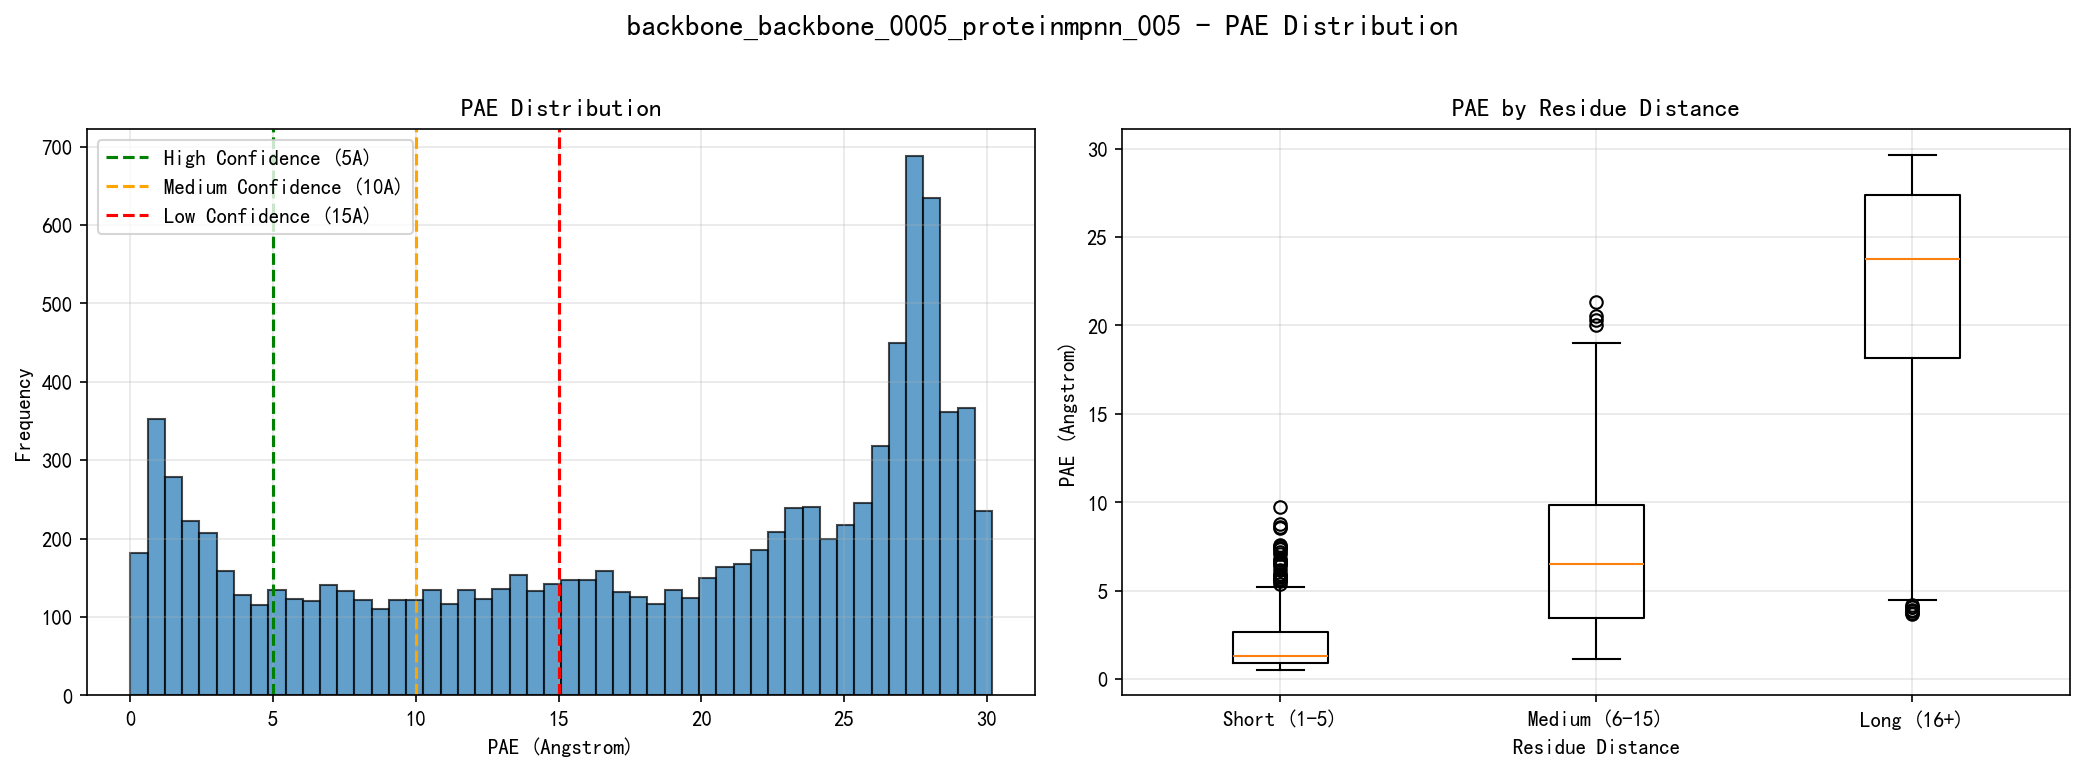 backbone_backbone_0005_proteinmpnn_005 - PAE Distribution
PAE Distribution
700
600
500
400
300
200
100
0
Frequency
High Confidence (5A)
Medium Confidence (10A)
Low Confidence (15A)
0 5 10 15 20 25 30
PAE (Angstrom)
PAE by Residue Distance
30
25
20
15
10
5
0
PAE (Angstrom)
Short (1-5) Medium (6-15) Long (16+)
Residue Distance